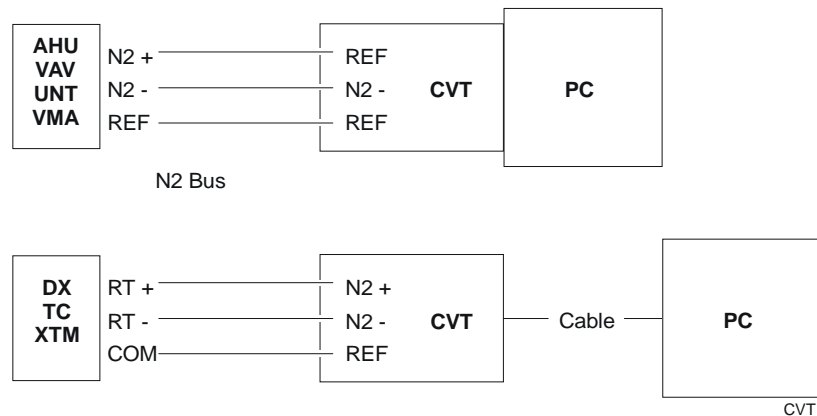 AHU
VAV
UNT
VMA
N2 +
N2 -
REF
REF
N2 -
REF
CVT
PC
N2 Bus
DX
TC
XTM
RT +
RT -
COM
N2 +
N2 -
REF
CVT
Cable
PC
CVT